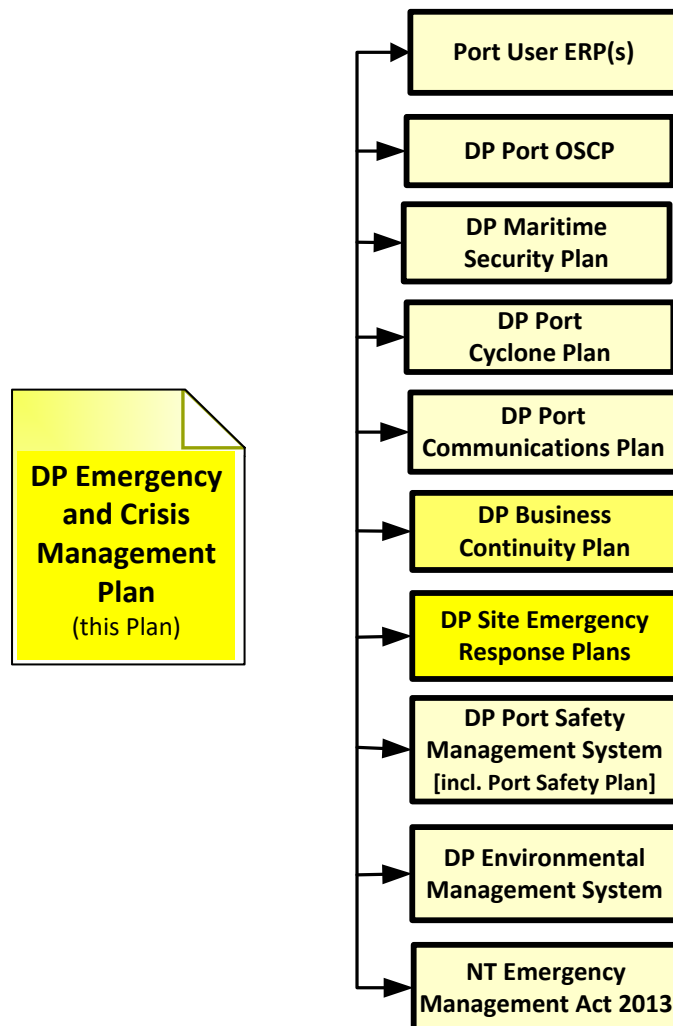 Port User ERP(s)
DP Port OSCP
DP Maritime
Security Plan
DP Port
Cyclone Plan
DP Port
Communications Plan
DP Emergency
and Crisis
Management
Plan
(this Plan)
DP Business
Continuity Plan
DP Site Emergency
Response Plans
DP Port Safety
Management System
[incl. Port Safety Plan]
DP Environmental
Management System
NT Emergency
Management Act 2013